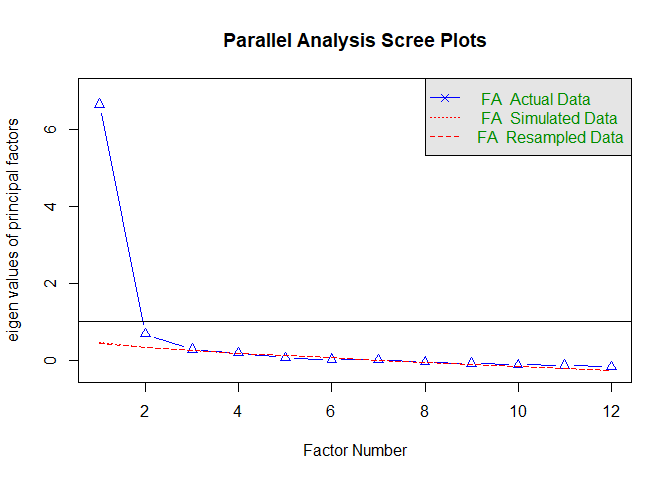 Parallel Analysis Scree Plots
eigen values of principal factors
6
4
2
0
FA Actual Data
FA Simulated Data
FA Resampled Data
2 4 6 8 10 12
Factor Number